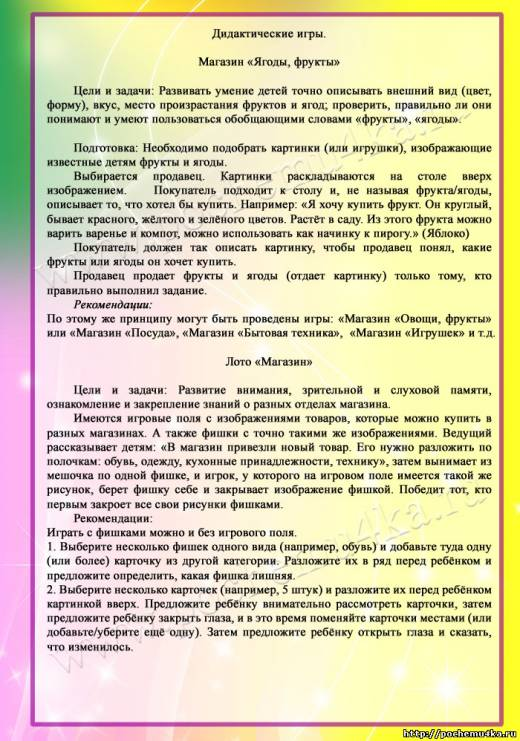 Дидактические игры.
Магазин «Ягоды, фрукты»
Цели и задачи: Развивать умение детей точно описывать внешний вид (цвет,
форму), вкус, место произрастания фруктов и ягод; проверить, правильно ли они
понимают и умеют пользоваться обобщающими словами «фрукты», «ягоды».
Подготовка: Необходимо подобрать картинки (или игрушки), изображающие
известные детям фрукты и ягоды.
Выбирается продавец. Картинки раскладываются на столе вверх
изображением. Покупатель подходит к столу и, не называя фрукта/ягоды,
описывает то, что хотел бы купить. Например: «Я хочу купить фрукт. Он круглый,
бывает красного, жёлтого и зелёного цветов. Растёт в саду. Из этого фрукта можно
варить варенье и компот, можно использовать как начинку к пирогу.» (Яблоко)
Покупатель должен так описать картинку, чтобы продавец понял, какие
фрукты или ягоды он хочет купить.
Продавец продает фрукты и ягоды (отдает картинку) только тому, кто
правильно выполнил задание.
Рекомендации:
По этому же принципу могут быть проведены игры: «Магазин «Овощи, фрукты»
или «Магазин «Посуда», «Магазин «Бытовая техника», «Магазин «Игрушек» и т.д.
Лото «Магазин»
Цели и задачи: Развитие внимания, зрительной и слуховой памяти,
ознакомление и закрепление знаний о разных отделах магазина.
Имеются игровые поля с изображениями товаров, которые можно купить в
разных магазинах. А также фишки с точно такими же изображениями. Ведущий
рассказывает детям: «В магазин привезли новый товар. Его нужно разложить по
полочкам: обувь, одежду, кухонные принадлежности, технику», затем вынимает из
мешочка по одной фишке, и игрок, у которого на игровом поле имеется такой же
рисунок, берет фишку себе и закрывает изображение фишкой. Победит тот, кто
первым закроет все свои рисунки фишками.
Рекомендации:
Играть с фишками можно и без игрового поля.
1. Выберите несколько фишек одного вида (например, обувь) и добавьте туда одну
(или более) карточку из другой категории. Разложите их в ряд перед ребёнком и
предложите определить, какая фишка лишняя.
2. Выберите несколько карточек (например, 5 штук) и разложите их перед ребёнком
картинкой вверх. Предложите ребёнку внимательно рассмотреть карточки, затем
предложите ребёнку закрыть глаза, и в это время поменяйте карточки местами (или
добавьте/уберите ещё одну). Затем предложите ребёнку открыть глаза и сказать,
что изменилось.
http://pochemu4ka.ru